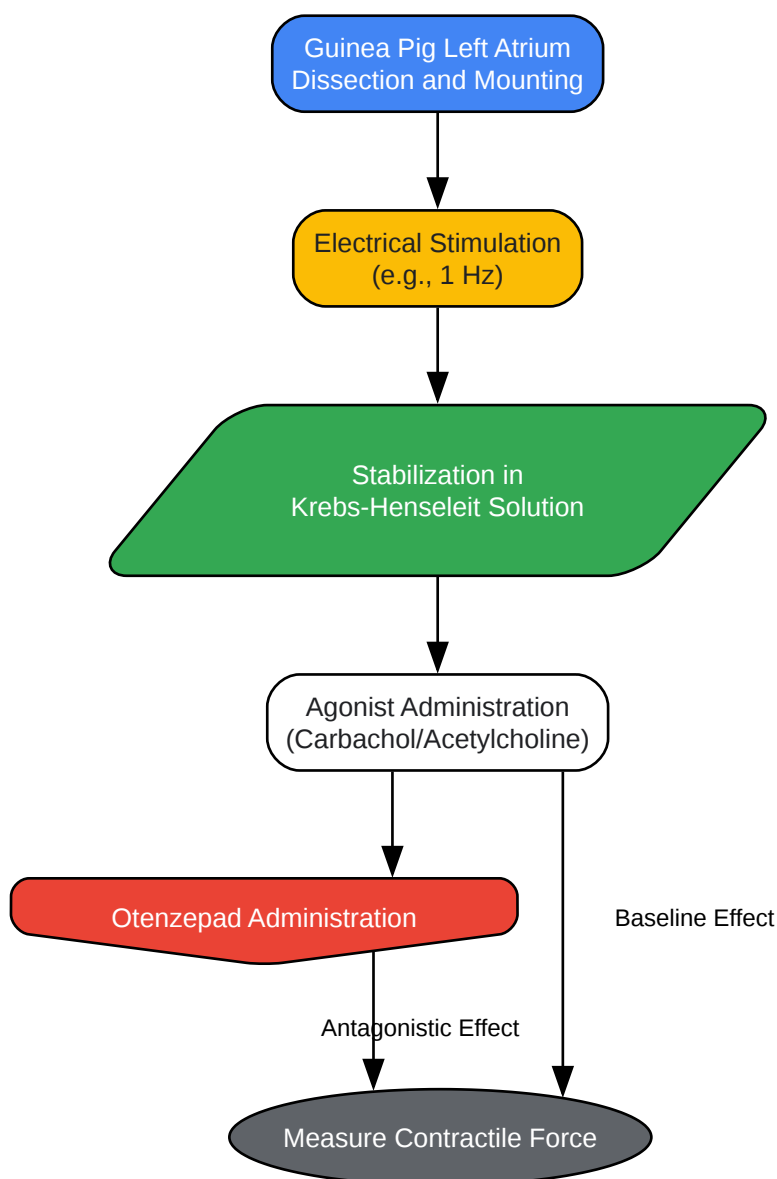 Guinea Pig Left Atrium
Dissection and Mounting
Electrical Stimulation
(e.g., 1 Hz)
Stabilization in
Krebs-Henseleit Solution
Agonist Administration
(Carbachol/Acetylcholine)
Otenzepad Administration
Baseline Effect
Antagonistic Effect
Measure Contractile Force